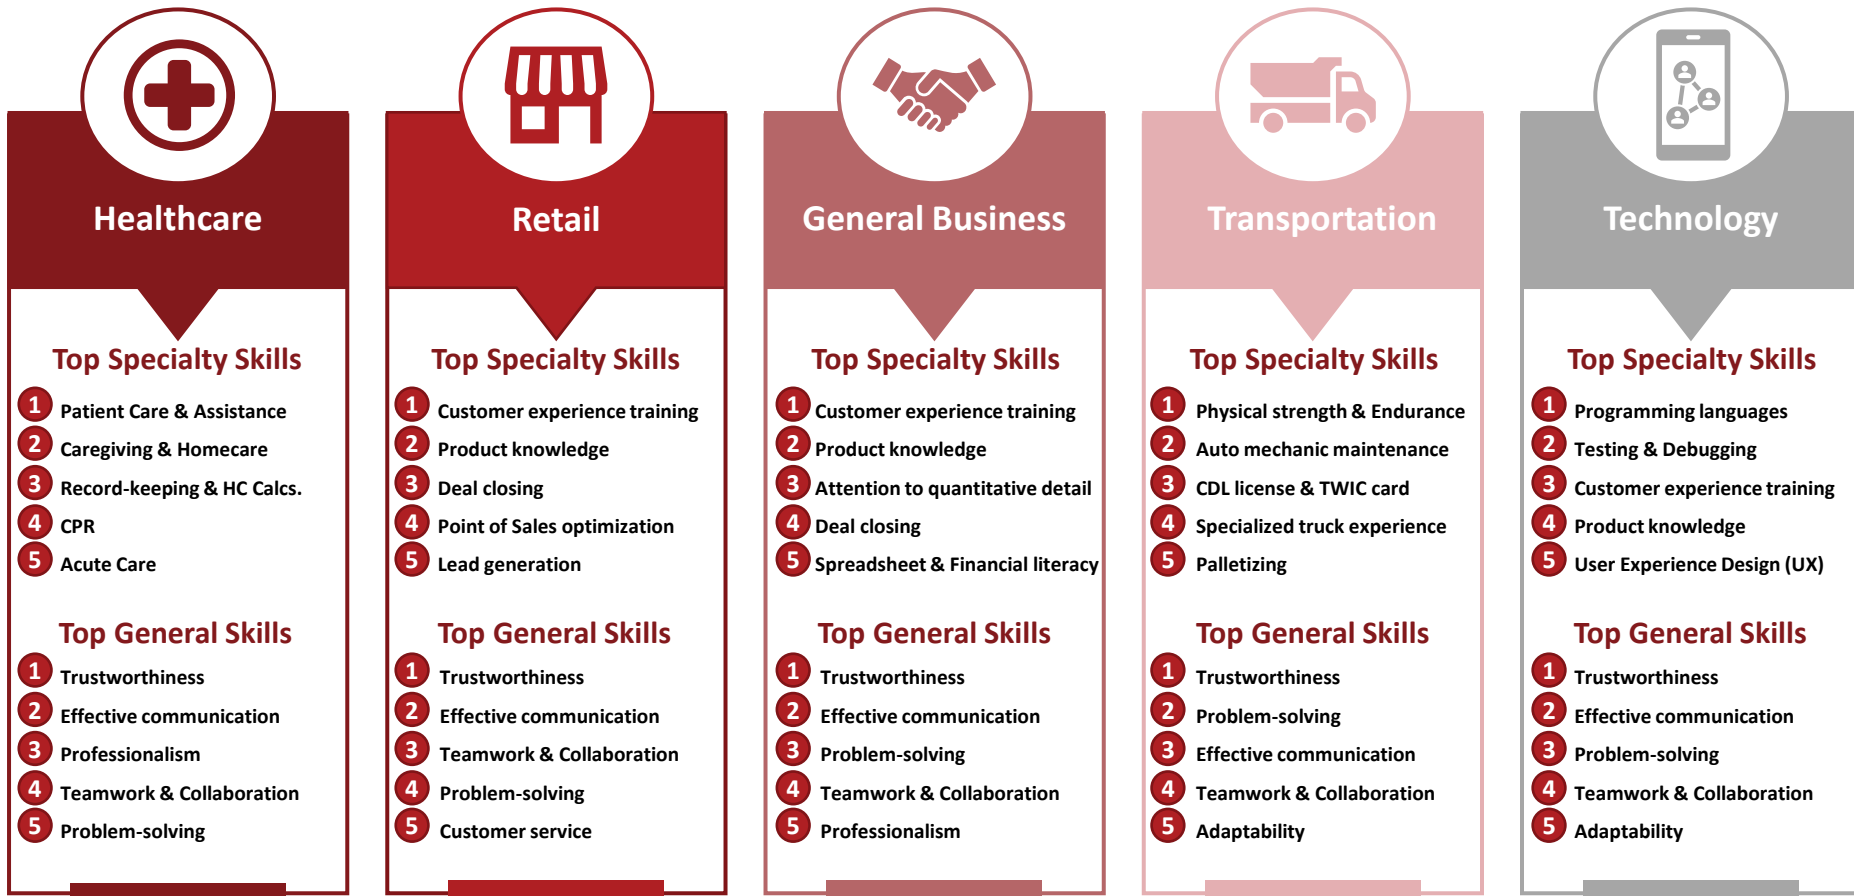 Healthcare
Top Specialty Skills
1 Patient Care & Assistance
2 Caregiving & Homecare
3 Record-keeping & HC Calcs.
4 CPR
5 Acute Care
Top General Skills
1 Trustworthiness
2 Effective communication
3 Professionalism
4 Teamwork & Collaboration
5 Problem-solving
Retail
Top Specialty Skills
1 Customer experience training
2 Product knowledge
3 Deal closing
4 Point of Sales optimization
5 Lead generation
Top General Skills
1 Trustworthiness
2 Effective communication
3 Teamwork & Collaboration
4 Problem-solving
5 Customer service
General Business
Top Specialty Skills
1 Customer experience training
2 Product knowledge
3 Attention to quantitative detail
4 Deal closing
5 Spreadsheet & Financial literacy
Top General Skills
1 Trustworthiness
2 Effective communication
3 Problem-solving
4 Teamwork & Collaboration
5 Professionalism
Transportation
Top Specialty Skills
1 Physical strength & Endurance
2 Auto mechanic maintenance
3 CDL license & TWIC card
4 Specialized truck experience
5 Palletizing
Top General Skills
1 Trustworthiness
2 Problem-solving
3 Effective communication
4 Teamwork & Collaboration
5 Adaptability
Technology
Top Specialty Skills
1 Programming languages
2 Testing & Debugging
3 Customer experience training
4 Product knowledge
5 User Experience Design (UX)
Top General Skills
1 Trustworthiness
2 Effective communication
3 Problem-solving
4 Teamwork & Collaboration
5 Adaptability